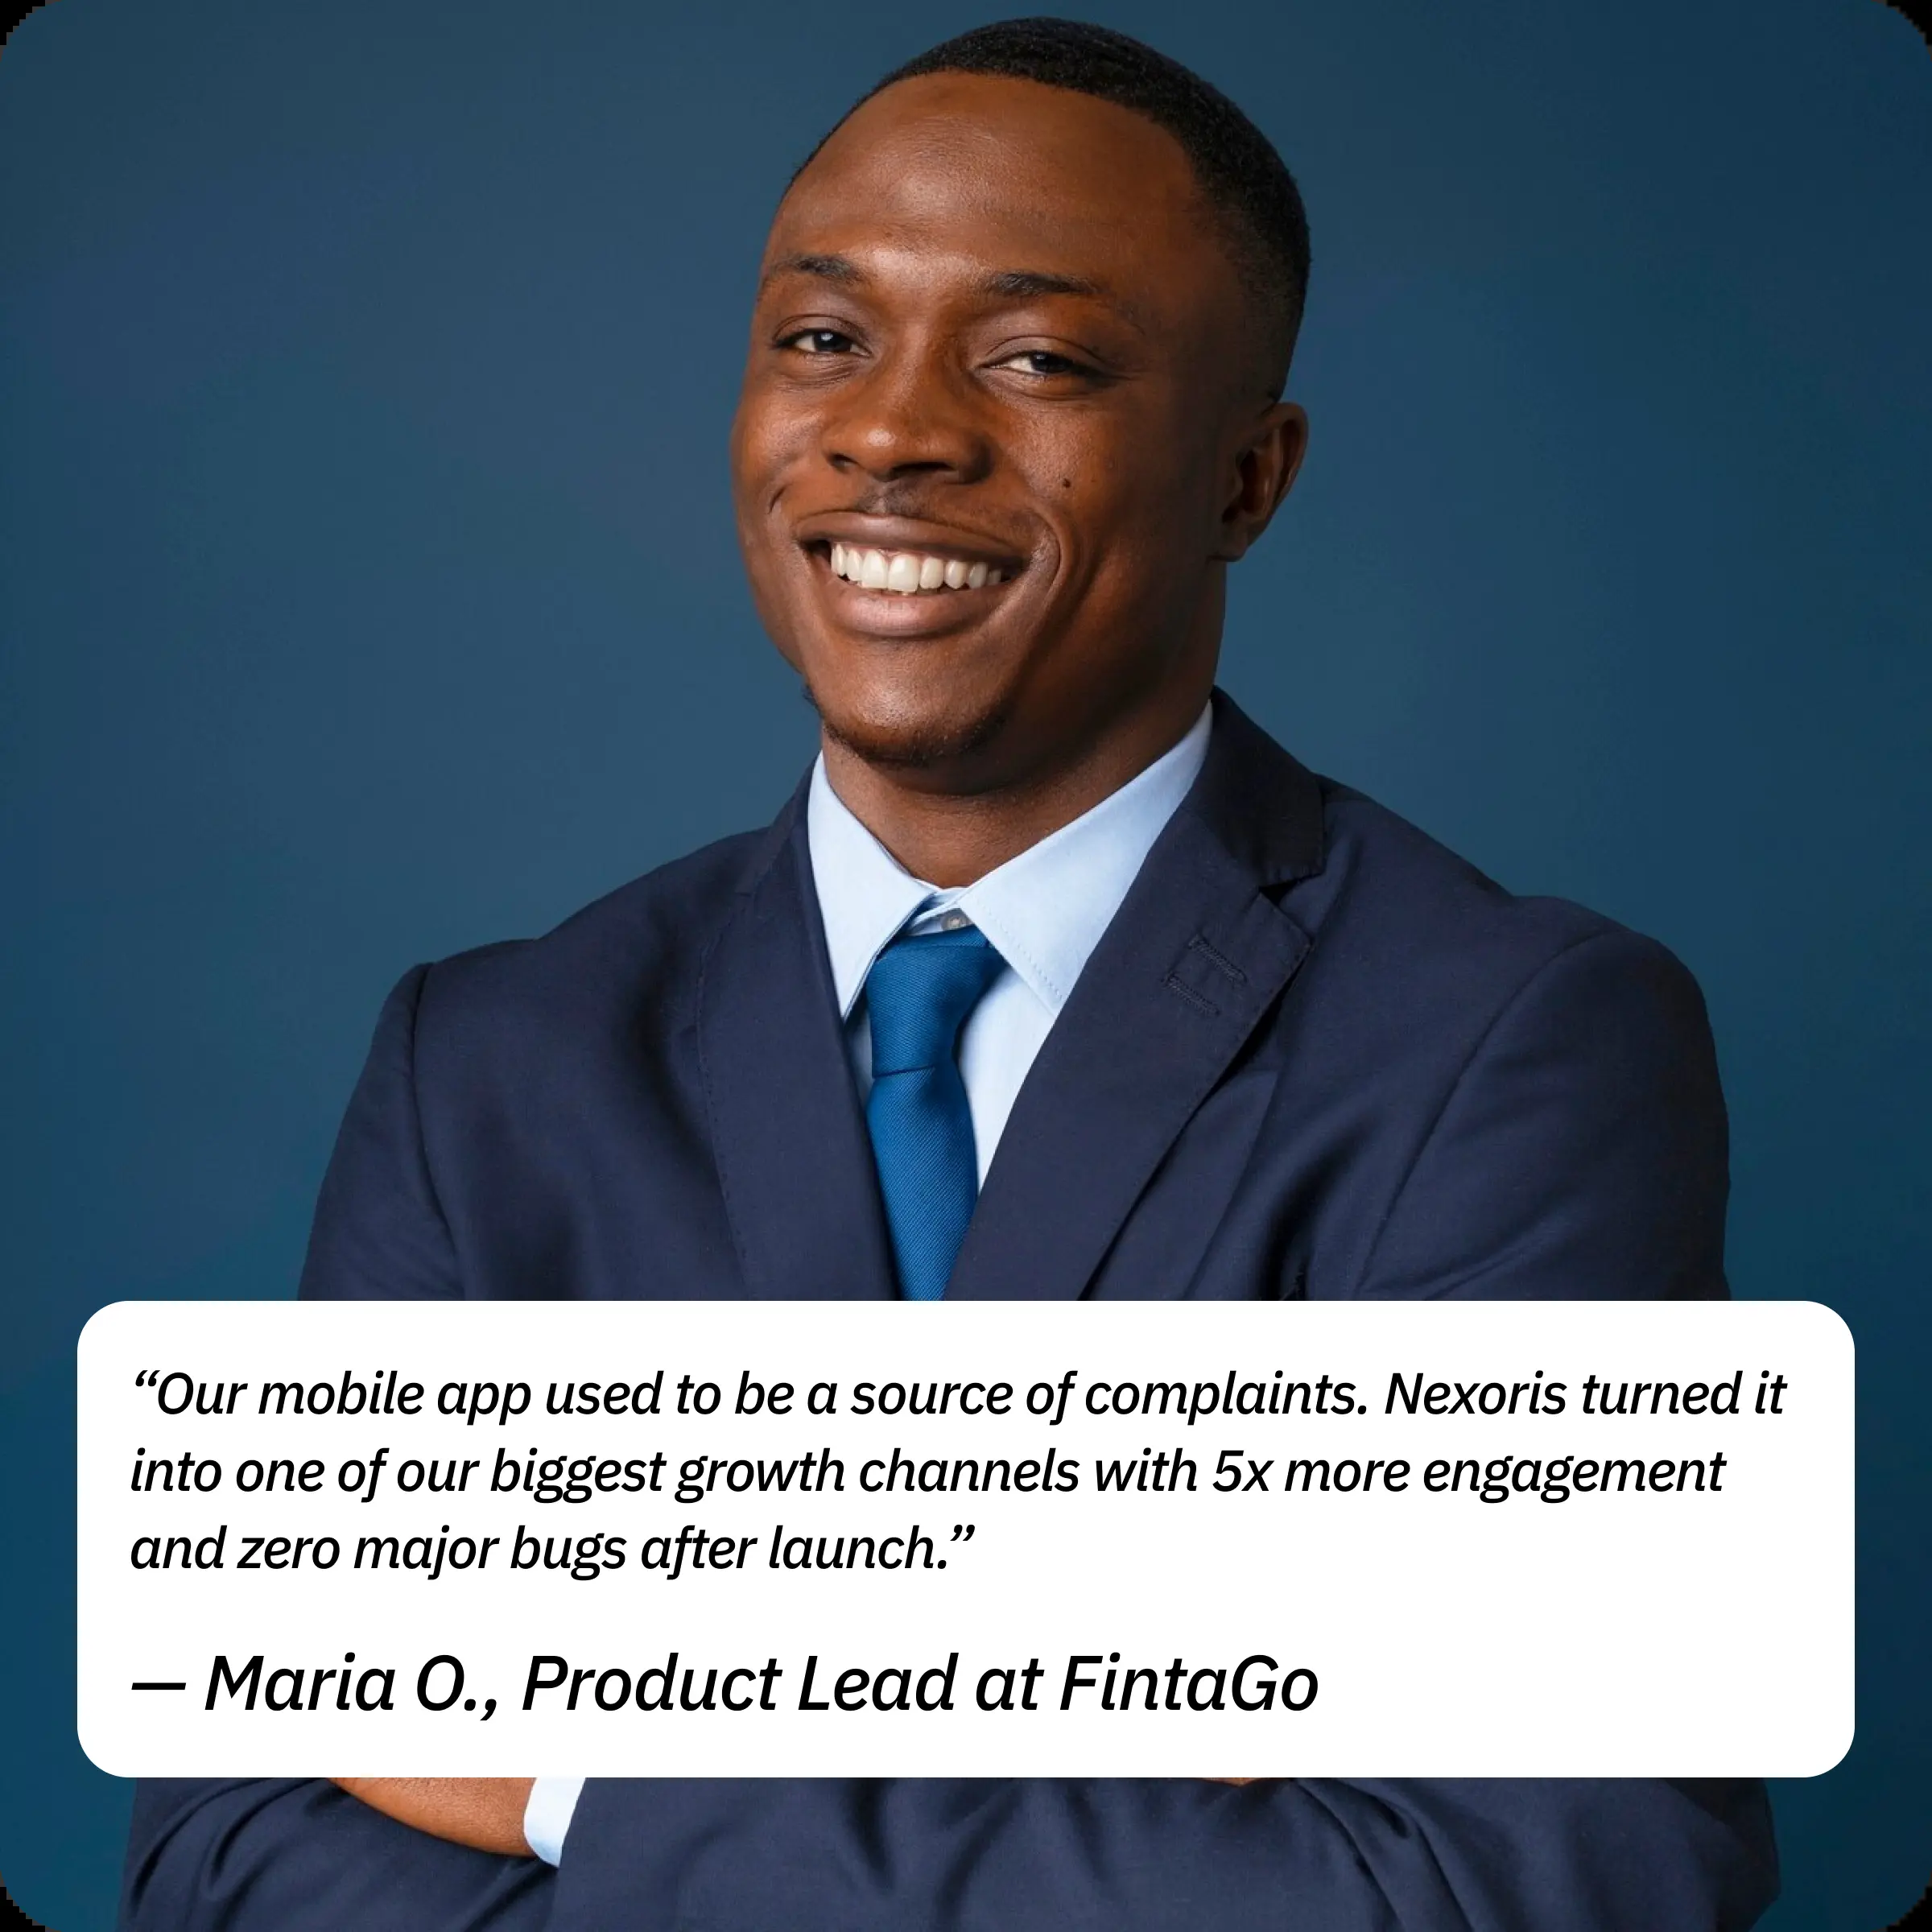 “Our mobile app used to be a source of complaints. Nexoris turned it
into one of our biggest growth channels with 5x more engagement
and zero major bugs after launch.”
— Maria O., Product Lead at FintaGo